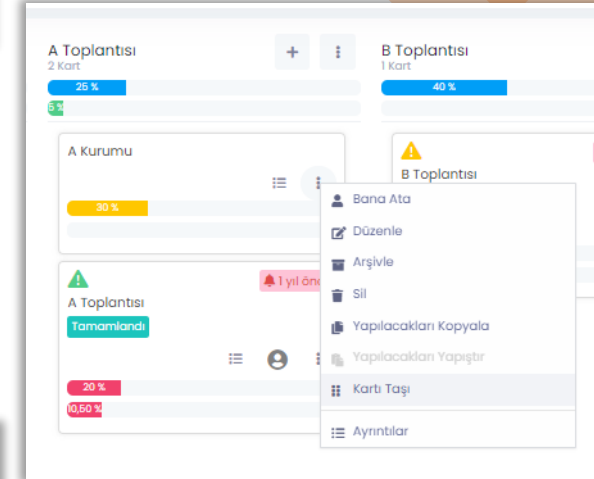 A Toplantısı
2 Kart
25 %
5 %
B Toplantısı
1 Kart
40 %
A Kurumu
30 %
1 yıl önc
A Toplantısı
Tamamlandı
20 %
10,50 %
B Toplantısı
Bana Ata
Düzenle
Arşivle
Sil
Yapılacakları Kopyala
Yapılacakları Yapıştır
Kartı Taşı
Ayrıntılar